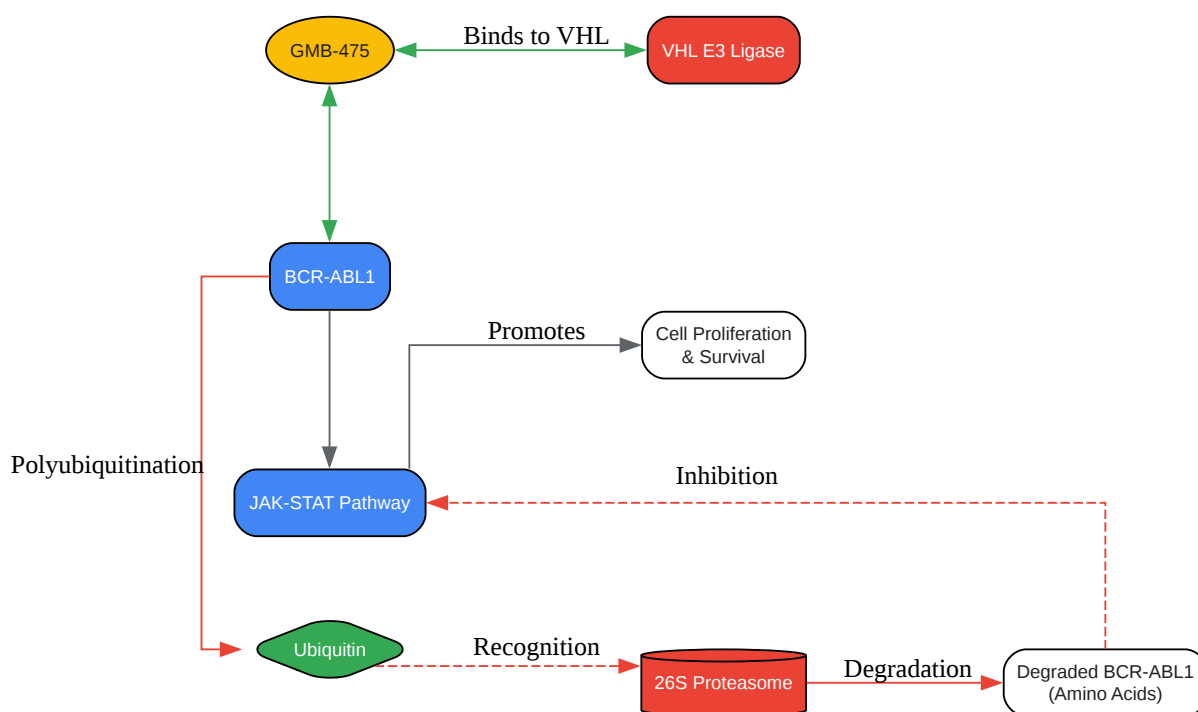 GMB-475
Binds to VHL
VHL E3 Ligase
BCR-ABL1
Promotes
Cell Proliferation
& Survival
Polyubiquitination
JAK-STAT Pathway
Inhibition
Ubiquitin
Recognition
26S Proteasome
Degradation
Degraded BCR-ABL1
(Amino Acids)